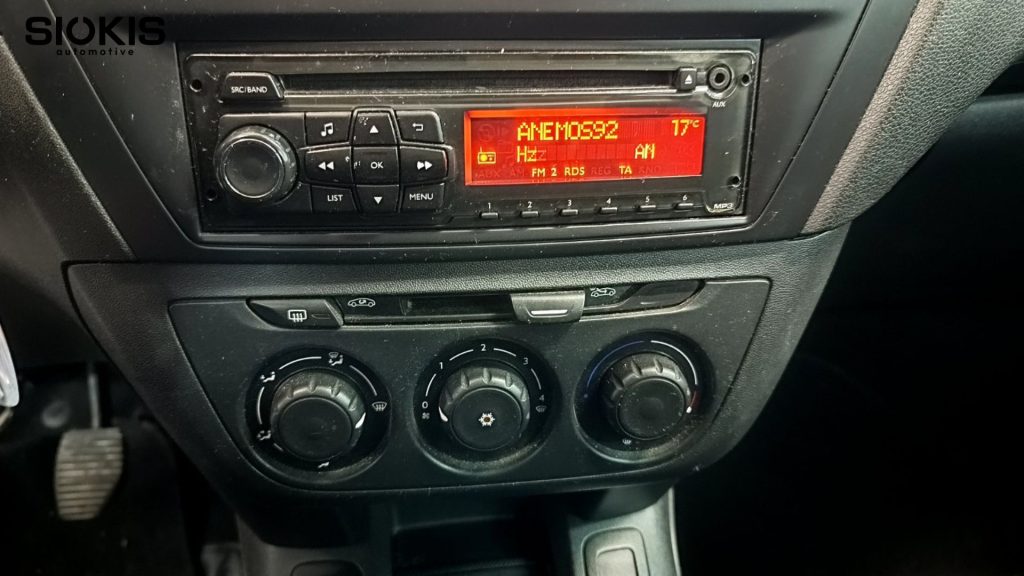 SIOKIS
automotive
SRC/BAND
AUX
ANEMOS92 17°C
Hz AN
FM 2 RDS REG TA
OK
LIST
MENU
1 2 3 4 5 6
MP3
0 1 2 3 4